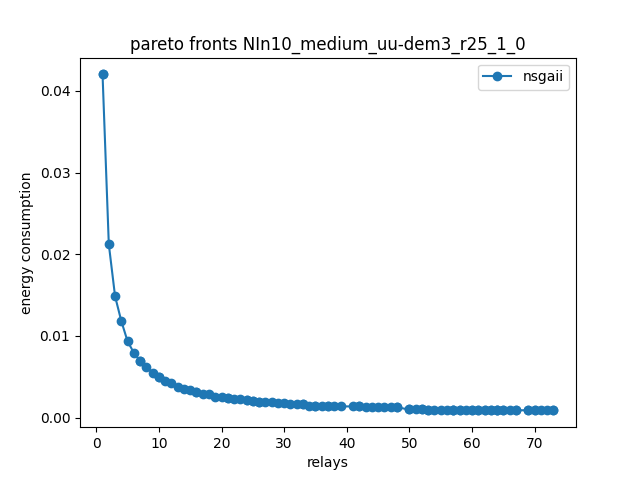 pareto fronts NIn10_medium_uu-dem3_r25_1_0
nsgaii
energy consumption
0.04
0.03
0.02
0.01
0.00
0 10 20 30 40 50 60 70
relays